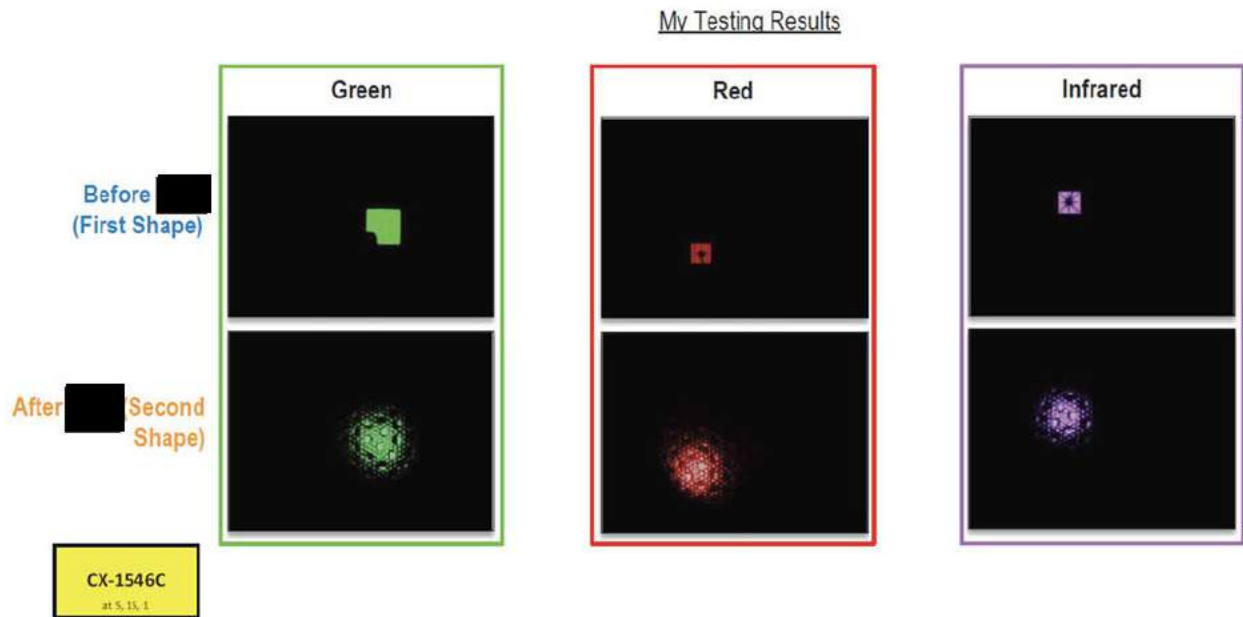 My Testing Results
Green
Red
Infrared
Before
(First Shape)
After (Second
Shape)
CX-1546C
at 5, 15, 1